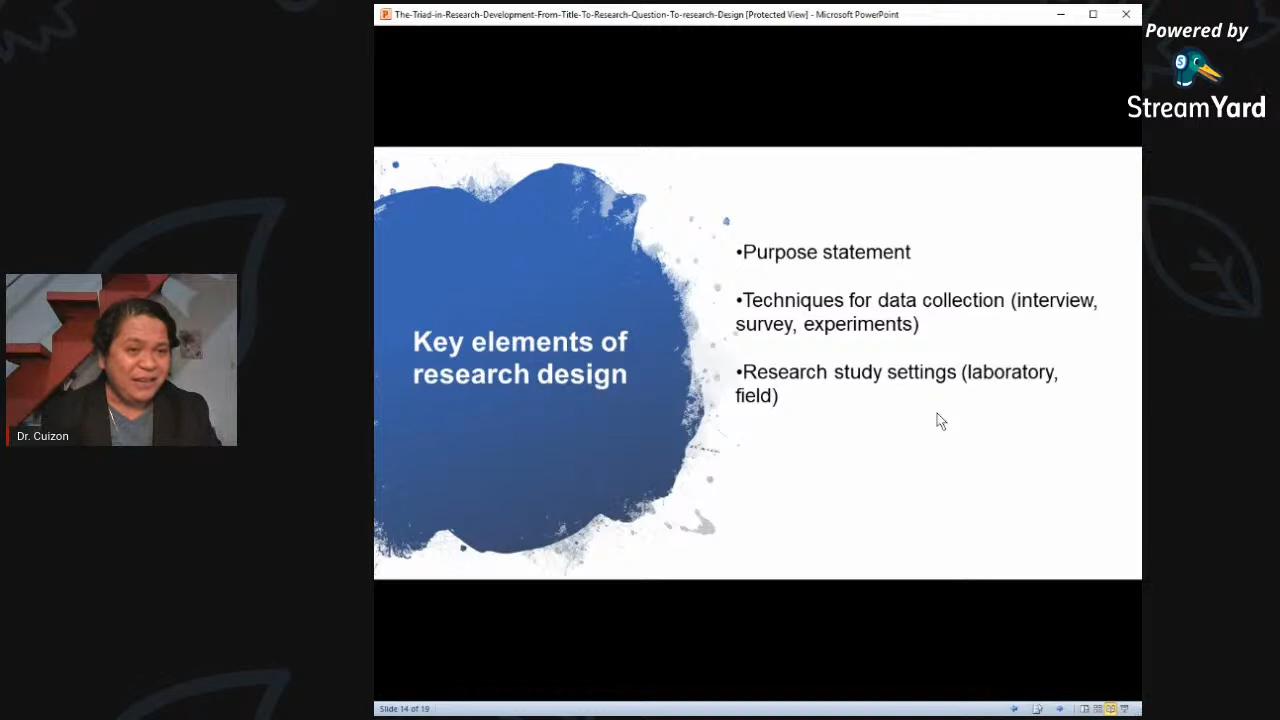 The-Triad-in-Research-Development-From-Title-To-Research-Question-To-research-Design [Protected View] - Microsoft PowerPoint
Powered by
S
StreamYard
Key elements of
research design
•Purpose statement
•Techniques for data collection (interview,
survey, experiments)
•Research study settings (laboratory,
field)
Dr. Cuizon
Slide 14 of 19